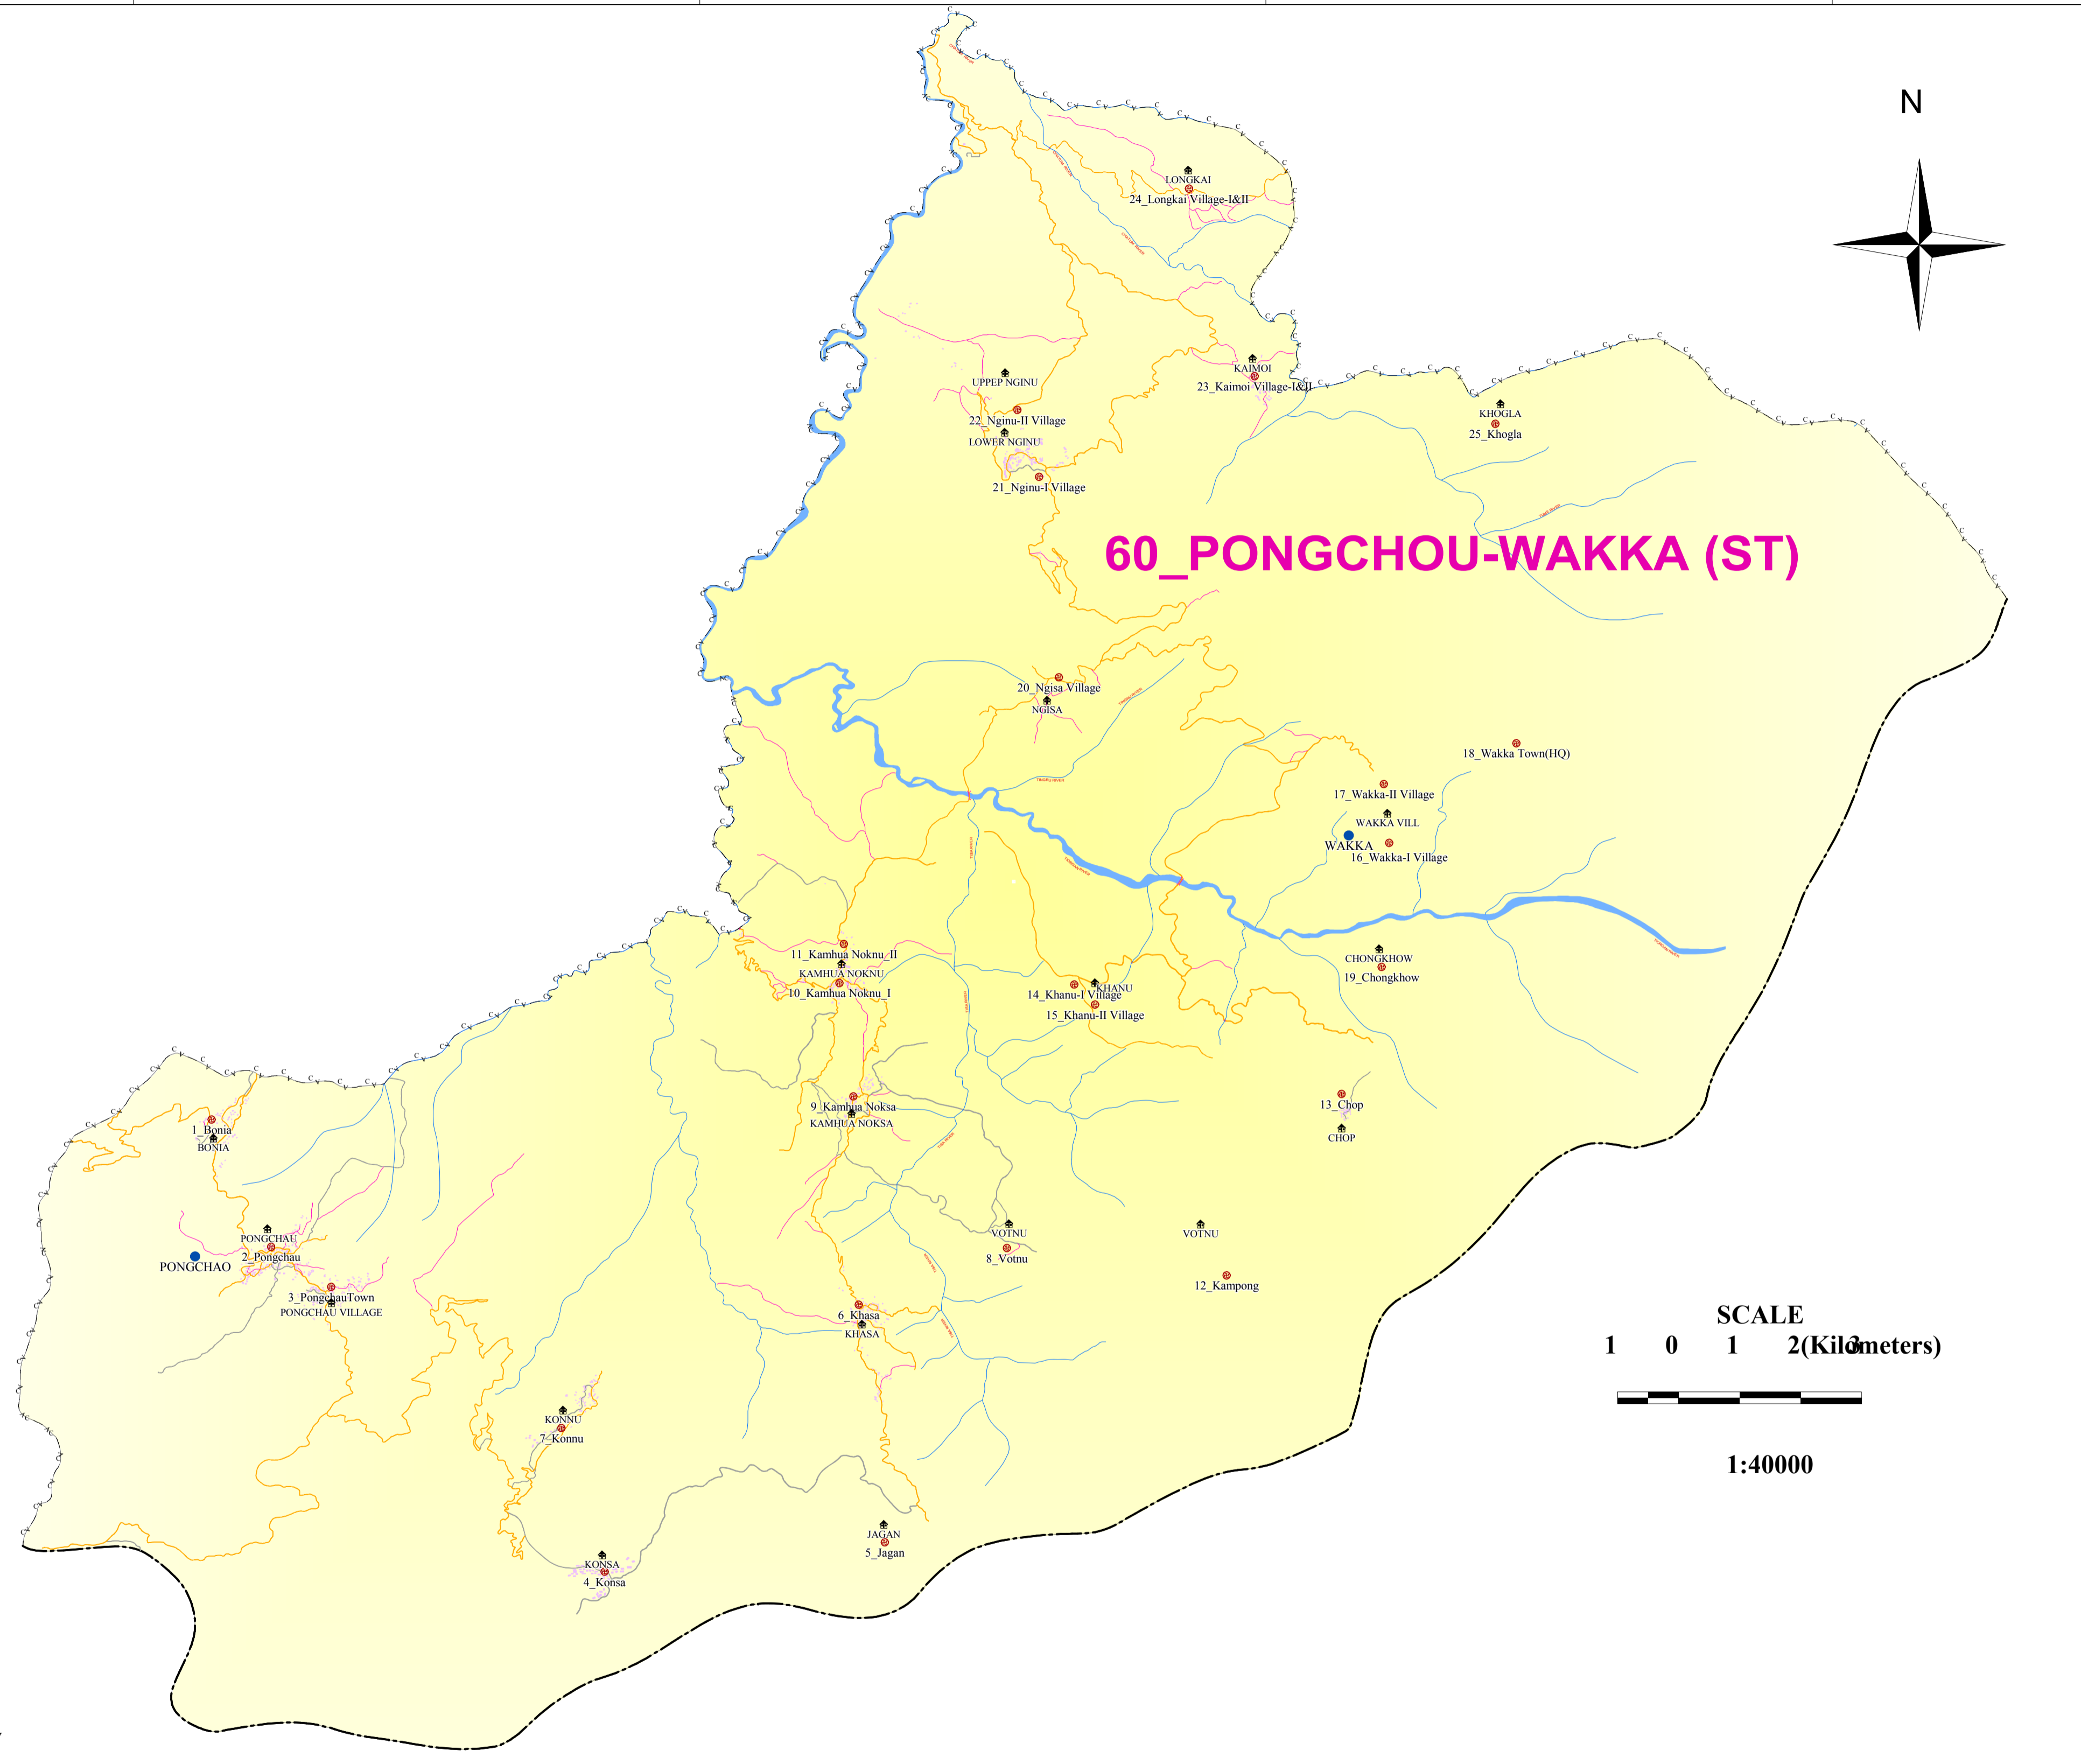 N
LONGKAI
24_Longkai Village-I&II
KAIMOI
23_Kaimoi Village-I&II
UPPEP NGINU
22_Nginu-II Village
LOWER NGINU
21_Nginu-I Village
KHOGLA
25_Khogla
60_PONGCHOU-WAKKA (ST)
20_Ngisa Village
NGISA
18_Wakka Town(HQ)
17_Wakka-II Village
WAKKA VILL
WAKKA
16_Wakka-I Village
11_Kamhua Noknu_II
KAMHUA NOKNU
10_Kamhua Noknu_I
CHONGKHOW
19_Chongkhow
KHANU
14_Khanu-I Village
15_Khanu-II Village
9_Kamhua Noksa
KAMHUA NOKSA
13_Chop
CHOP
1_Bonia
BONIA
PONGCHAU
2_Pongchau
PONGCHAO
3_PongchauTown
PONGCHAU VILLAGE
VOTNU
8_Votnu
VOTNU
12_Kampong
6_Khasa
KHASA
KONNU
7_Konnu
JAGAN
5_Jagan
KONSA
4_Konsa
SCALE
1 0 1 2 3 (Kilometers)
1:40000